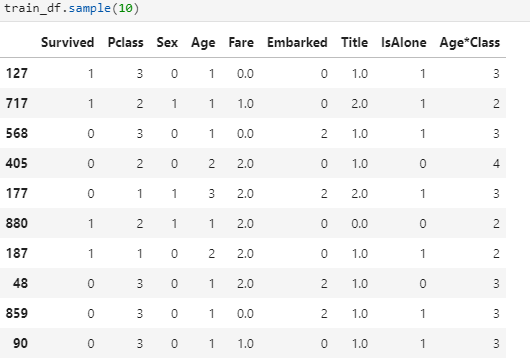 train_df.sample(10)
Survived Pclass Sex Age Fare Embarked Title IsAlone Age*Class
127 1 3 0 1 0.0 0 1.0 1 3
717 1 2 1 1 1.0 0 2.0 1 2
568 0 3 0 1 0.0 2 1.0 1 3
405 0 2 0 2 2.0 0 1.0 0 4
177 0 1 1 3 2.0 2 2.0 1 3
880 1 2 1 1 2.0 0 0.0 0 2
187 1 1 0 2 2.0 0 1.0 1 2
48 0 3 0 1 2.0 2 1.0 0 3
859 0 3 0 1 0.0 2 1.0 1 3
90 0 3 0 1 1.0 0 1.0 1 3